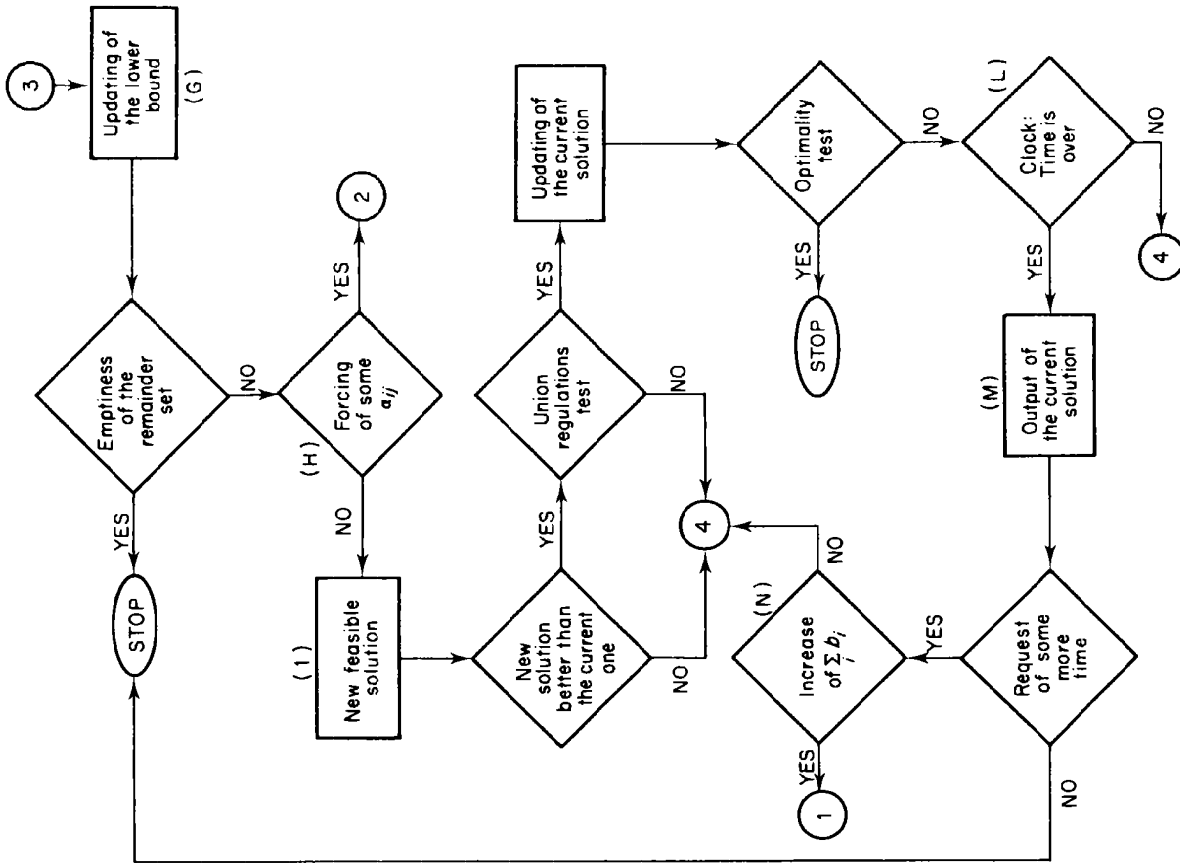 3
Updating of
the lower
bound
(G)
Emptiness
of the
remainder
set
YES
STOP
NO
(H)
Forcing
of some
αij
YES
2
NO
(1)
New feasible
solution
New
solution
better than
the current
one
YES
NO
Union
regulations
test
YES
NO
4
Updating of
the current
solution
Optimality
test
YES
STOP
NO
(L)
Clock:
Time is
over
NO
4
YES
(M)
Output of
the current
solution
Request
of some
more
time
YES
NO
(N)
Increase
of Σ bi
i
NO
YES
1